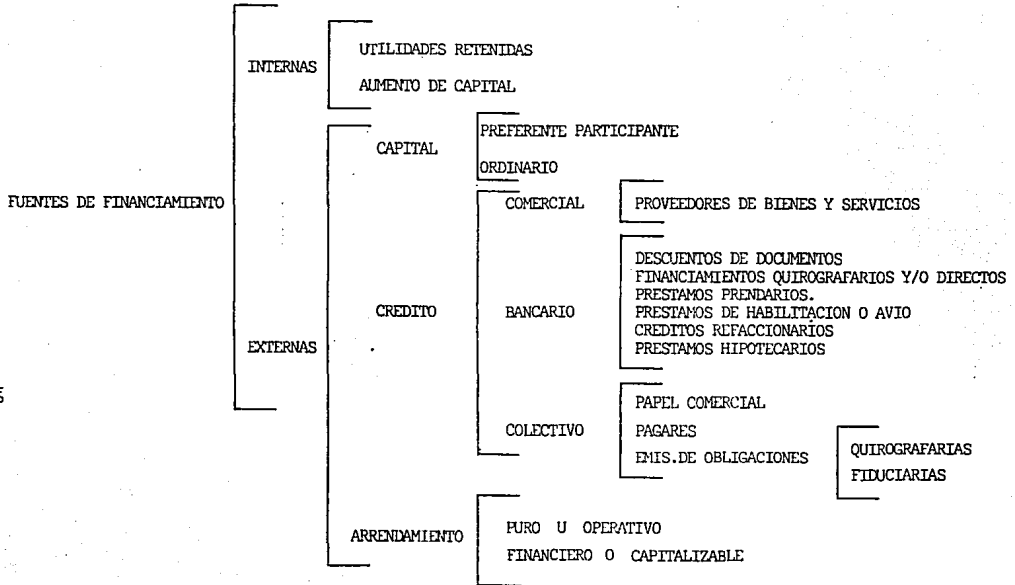 FUENTES DE FINANCIAMIENTO
INTERNAS
UTILIDADES RETENIDAS
AUMENTO DE CAPITAL
EXTERNAS
CAPITAL
PREFERENTE PARTICIPANTE
ORDINARIO
CREDITO
COMERCIAL
PROVEEDORES DE BIENES Y SERVICIOS
BANCARIO
DESCUENTOS DE DOCUMENTOS
FINANCIAMIENTOS QUIROGRAFARIOS Y/O DIRECTOS
PRESTAMOS PRENDARIOS.
PRESTAMOS DE HABILITACION O AVIO
CREDITOS REFACCIONARIOS
PRESTAMOS HIPOTECARIOS
COLECTIVO
PAPEL COMERCIAL
PAGARES
EMIS.DE OBLIGACIONES
QUIROGRAFARIAS
FIDUCIARIAS
ARRENDAMIENTO
PURO U OPERATIVO
FINANCIERO O CAPITALIZABLE